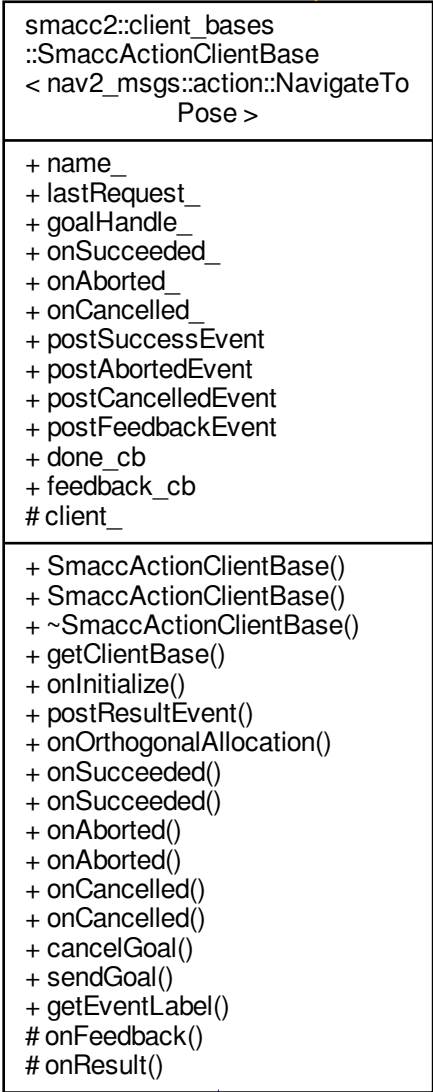 smacc2::client_bases
::SmaccActionClientBase
< nav2_msgs::action::NavigateTo
Pose >
+ name_
+ lastRequest_
+ goalHandle_
+ onSucceeded_
+ onAborted_
+ onCancelled_
+ postSuccessEvent
+ postAbortedEvent
+ postCancelledEvent
+ postFeedbackEvent
+ done_cb
+ feedback_cb
# client_
+ SmaccActionClientBase()
+ SmaccActionClientBase()
+ ~SmaccActionClientBase()
+ getClientBase()
+ onInitialize()
+ postResultEvent()
+ onOrthogonalAllocation()
+ onSucceeded()
+ onSucceeded()
+ onAborted()
+ onAborted()
+ onCancelled()
+ onCancelled()
+ cancelGoal()
+ sendGoal()
+ getEventLabel()
# onFeedback()
# onResult()